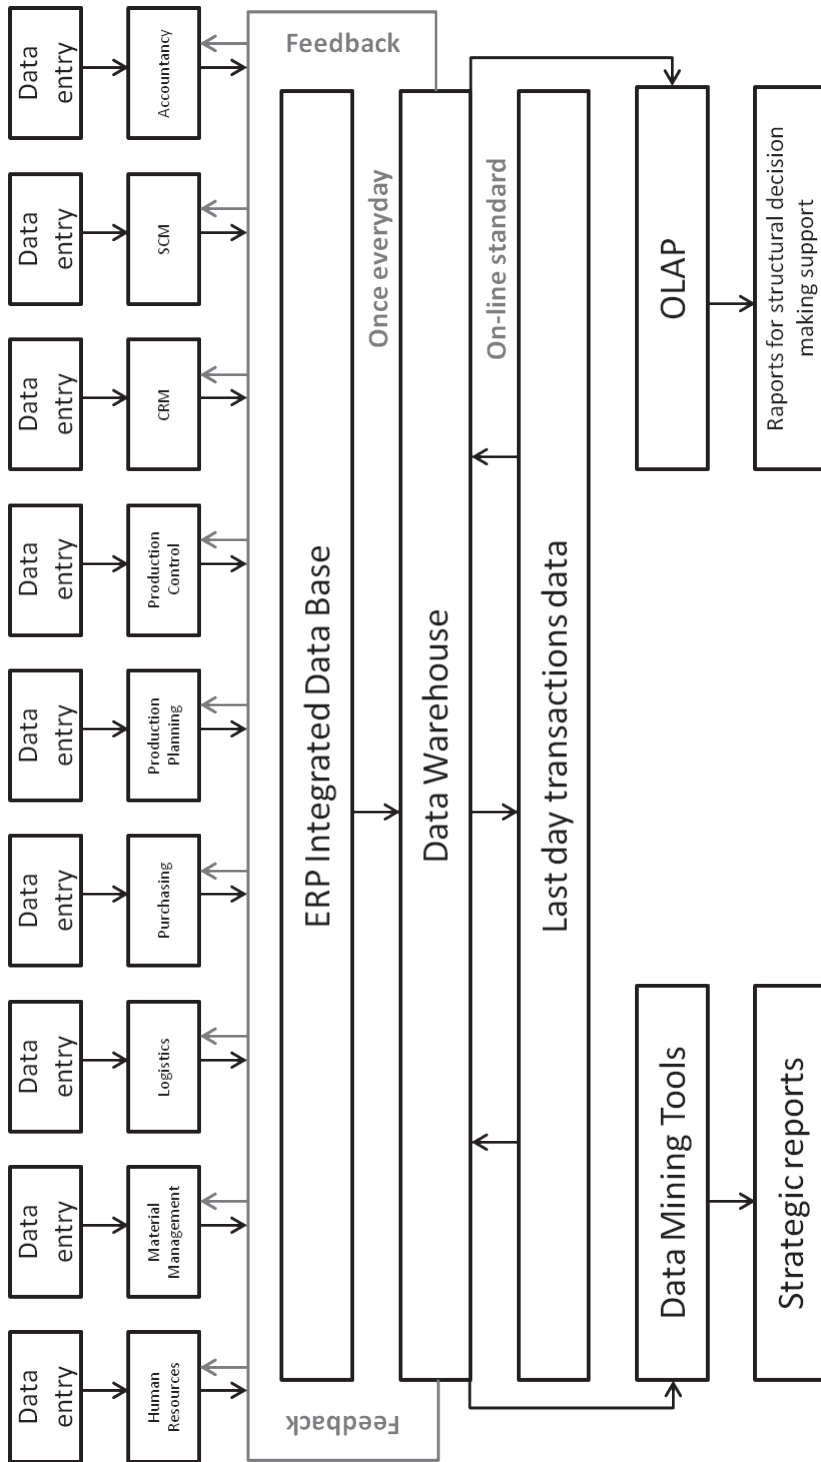 Data
entry
Accountancy
Feedback
Data
entry
SCM
Data
entry
CRM
Data
entry
Production
Control
Data
entry
Production
Planning
Data
entry
Purchasing
Data
entry
Logistics
Data
entry
Material
Management
Data
entry
Human
Resources
Feedback
ERP Integrated Data Base
Once everyday
Data Warehouse
On-line standard
Last day transactions data
OLAP
Raports for structural decision
making support
Data Mining Tools
Strategic reports